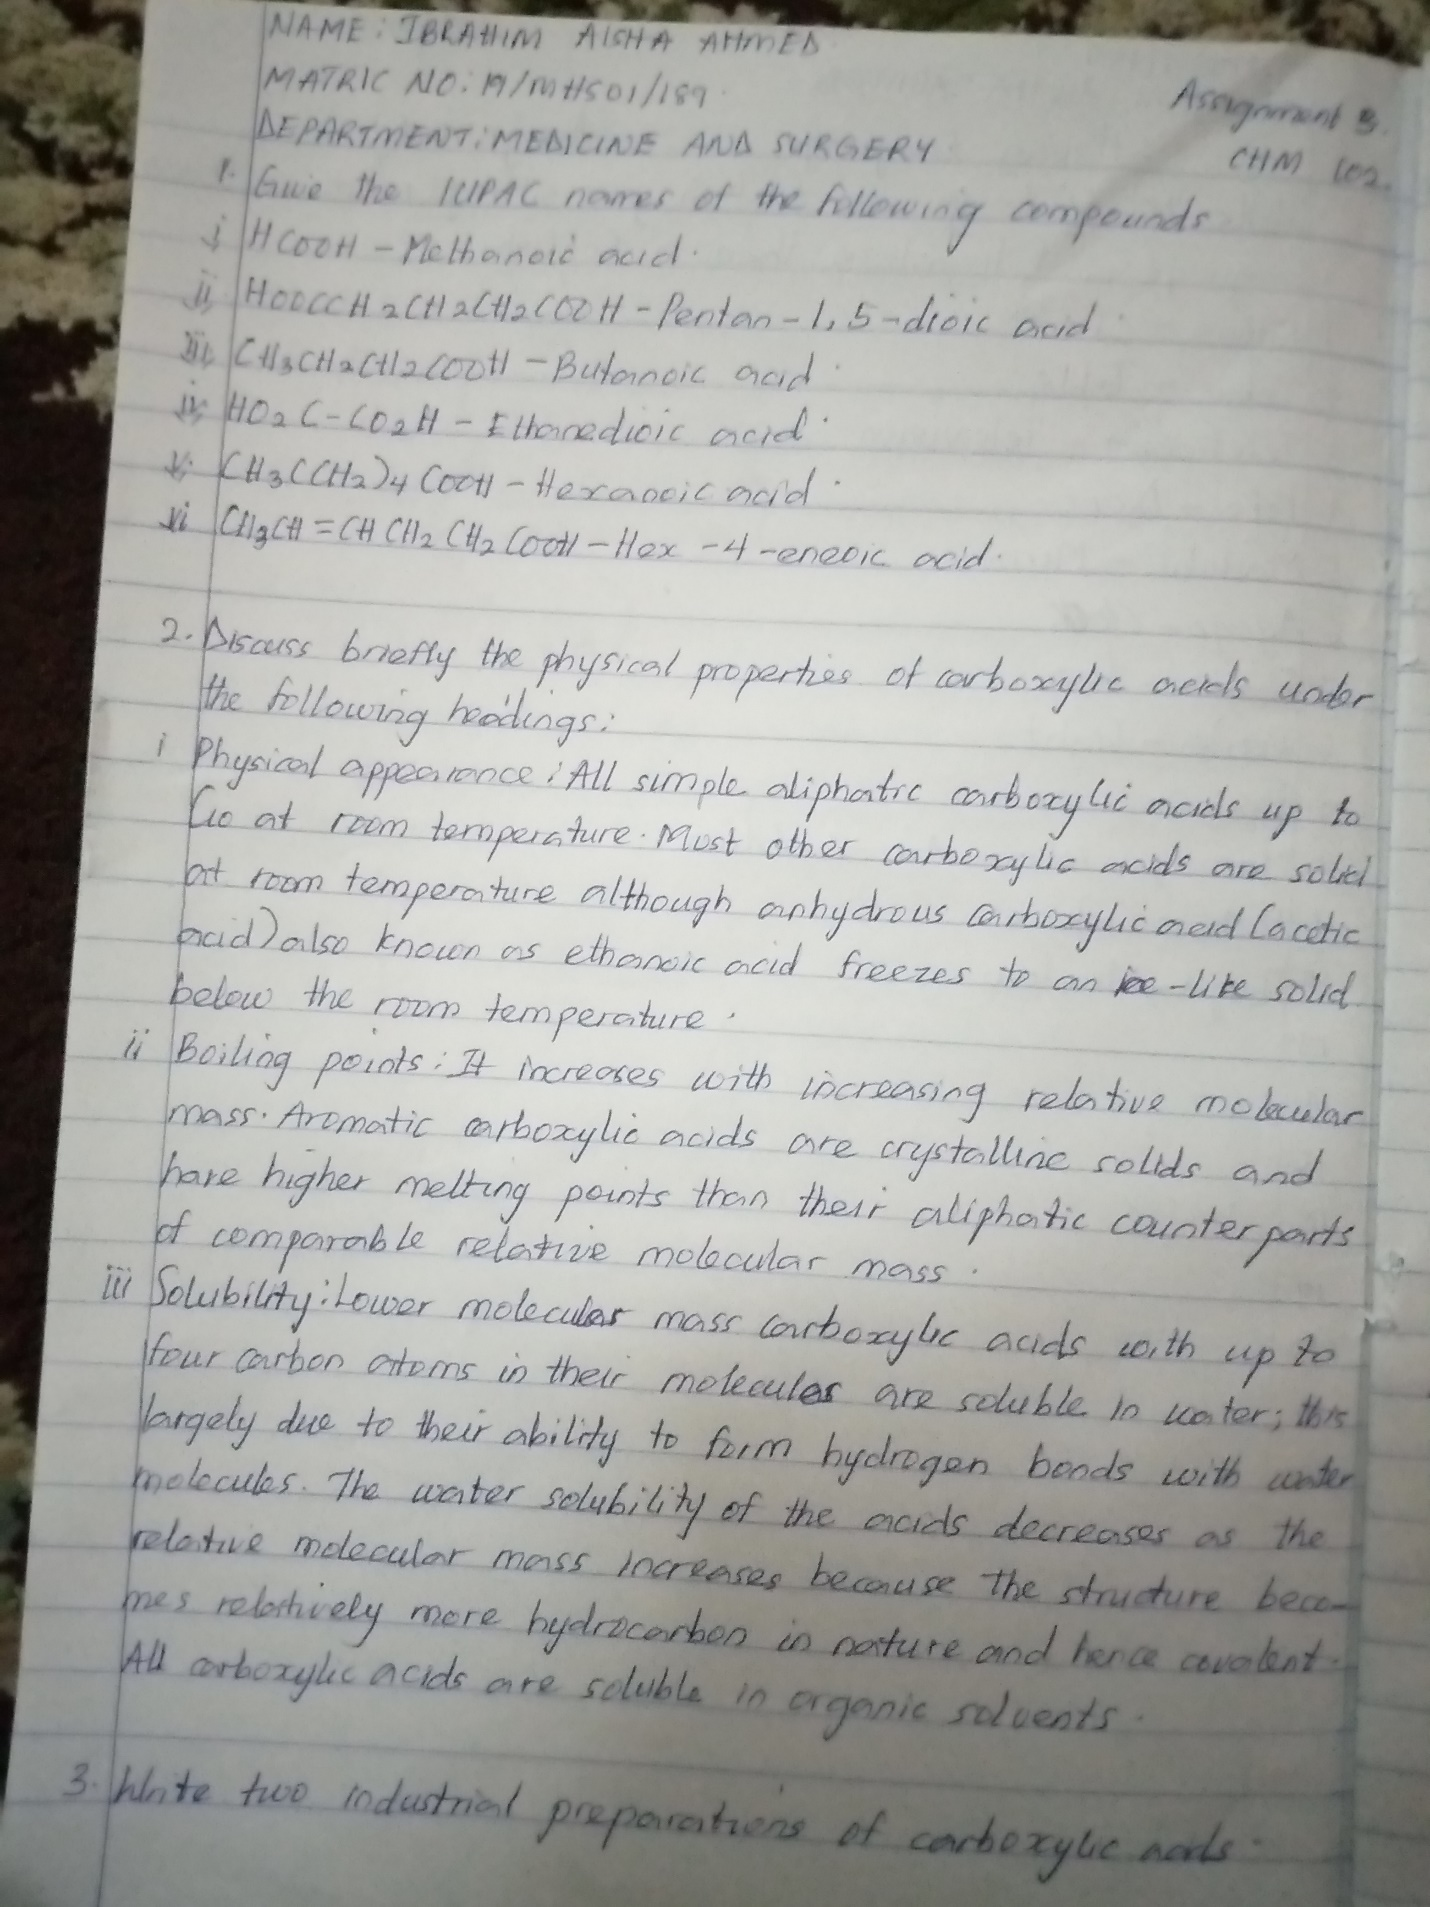 NAME: IBRAHIM AISHA AHMED
MATRIC NO: 19/MHS01/189
Assignment 3.
DEPARTMENT: MEDICINE AND SURGERY
CHM 102.
1. Give the IUPAC names of the following compounds
i HCOOH - Methanoic acid.
ii HOOCCH2CH2CH2COOH - Pentan-1,5-dioic acid
iii CH3CH2CH2COOH - Butanoic acid
iv HO2C-CO2H - Ethanedioic acid
v. CH3(CH2)4COOH - Hexanoic acid
vi CH3CH=CHCH2CH2COOH - Hex-4-eneoic acid.
2. Discuss briefly the physical properties of carboxylic acids under
the following headings:
i Physical appearance: All simple aliphatic carboxylic acids up to
C10 at room temperature. Most other carboxylic acids are solid
at room temperature although anhydrous carboxylic acid (acetic
acid) also known as ethanoic acid freezes to an ice-like solid
below the room temperature.
ii Boiling points: It increases with increasing relative molecular
mass. Aromatic carboxylic acids are crystalline solids and
have higher melting points than their aliphatic counterparts
of comparable relative molecular mass.
iii Solubility: Lower molecular mass carboxylic acids with up to
four carbon atoms in their molecules are soluble in water; this
largely due to their ability to form hydrogen bonds with water
molecules. The water solubility of the acids decreases as the
relative molecular mass increases because the structure beco-
mes relatively more hydrocarbon in nature and hence covalent.
All carboxylic acids are soluble in organic solvents.
3. Write two industrial preparations of carboxylic acids.